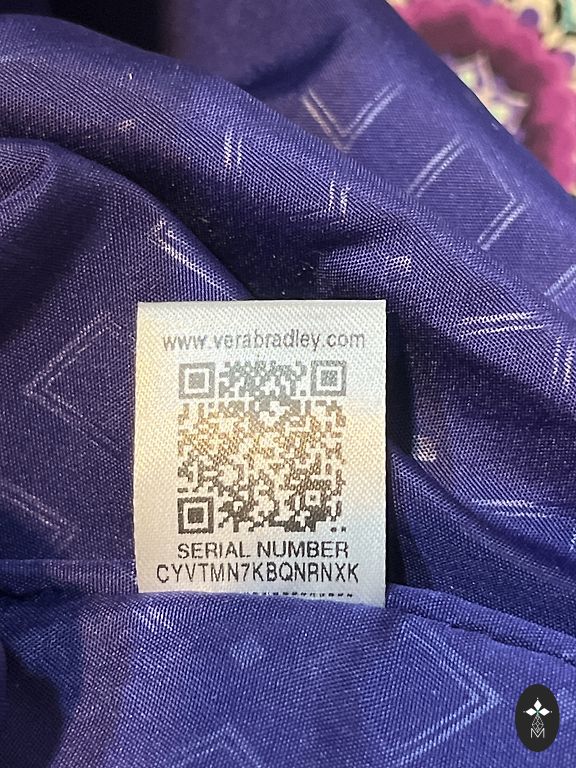 www.verabradley.com
SERIAL NUMBER
CYVTMN7KBQNRNXK
M